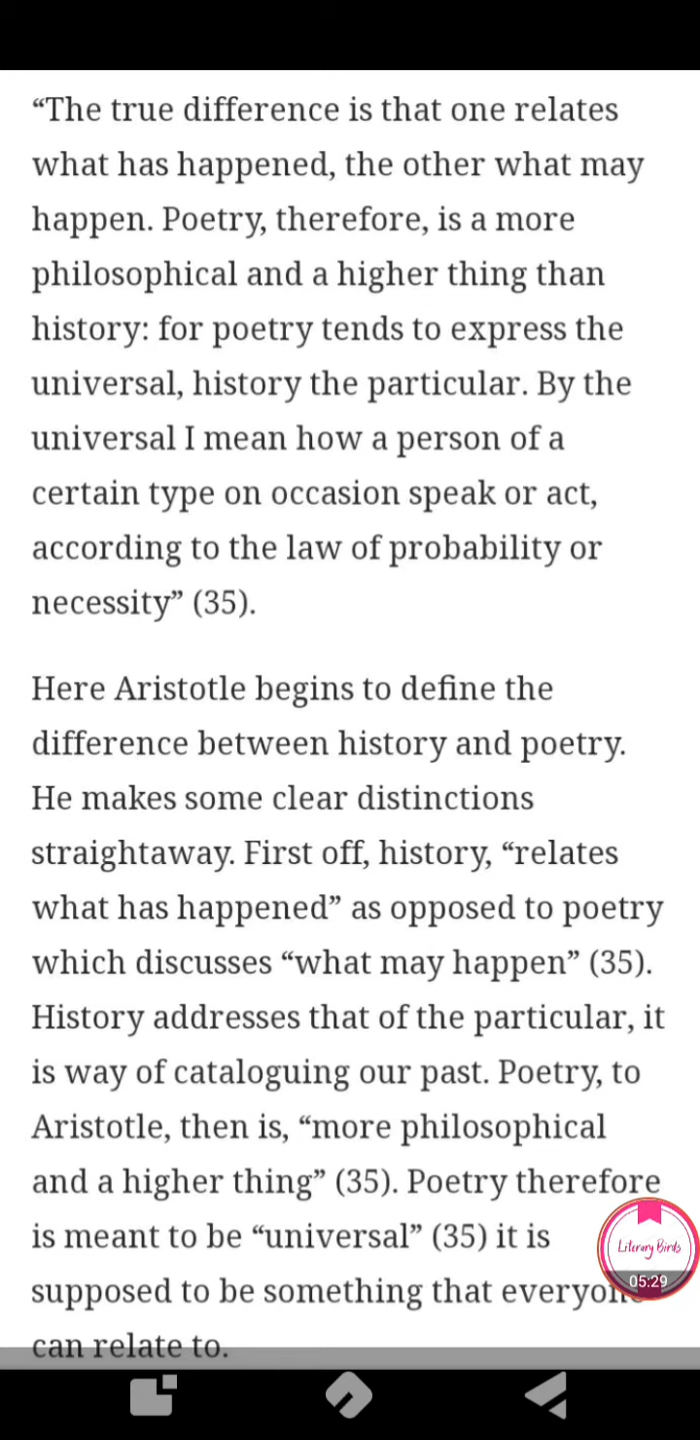 “The true difference is that one relates
what has happened, the other what may
happen. Poetry, therefore, is a more
philosophical and a higher thing than
history: for poetry tends to express the
universal, history the particular. By the
universal I mean how a person of a
certain type on occasion speak or act,
according to the law of probability or
necessity” (35).
Here Aristotle begins to define the
difference between history and poetry.
He makes some clear distinctions
straightaway. First off, history, “relates
what has happened” as opposed to poetry
which discusses “what may happen” (35).
History addresses that of the particular, it
is way of cataloguing our past. Poetry, to
Aristotle, then is, “more philosophical
and a higher thing” (35). Poetry therefore
is meant to be “universal” (35) it is
supposed to be something that everyone
can relate to.
Literary Birds
05:29